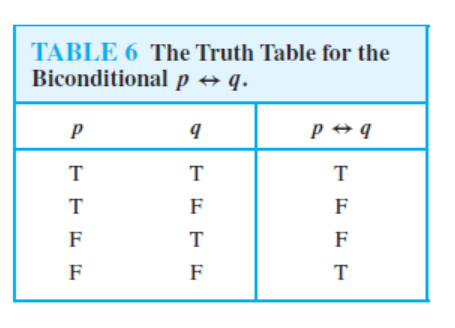 TABLE 6 The Truth Table for the
Biconditional p ↔ q.
p q p ↔ q
T T T
T F F
F T F
F F T